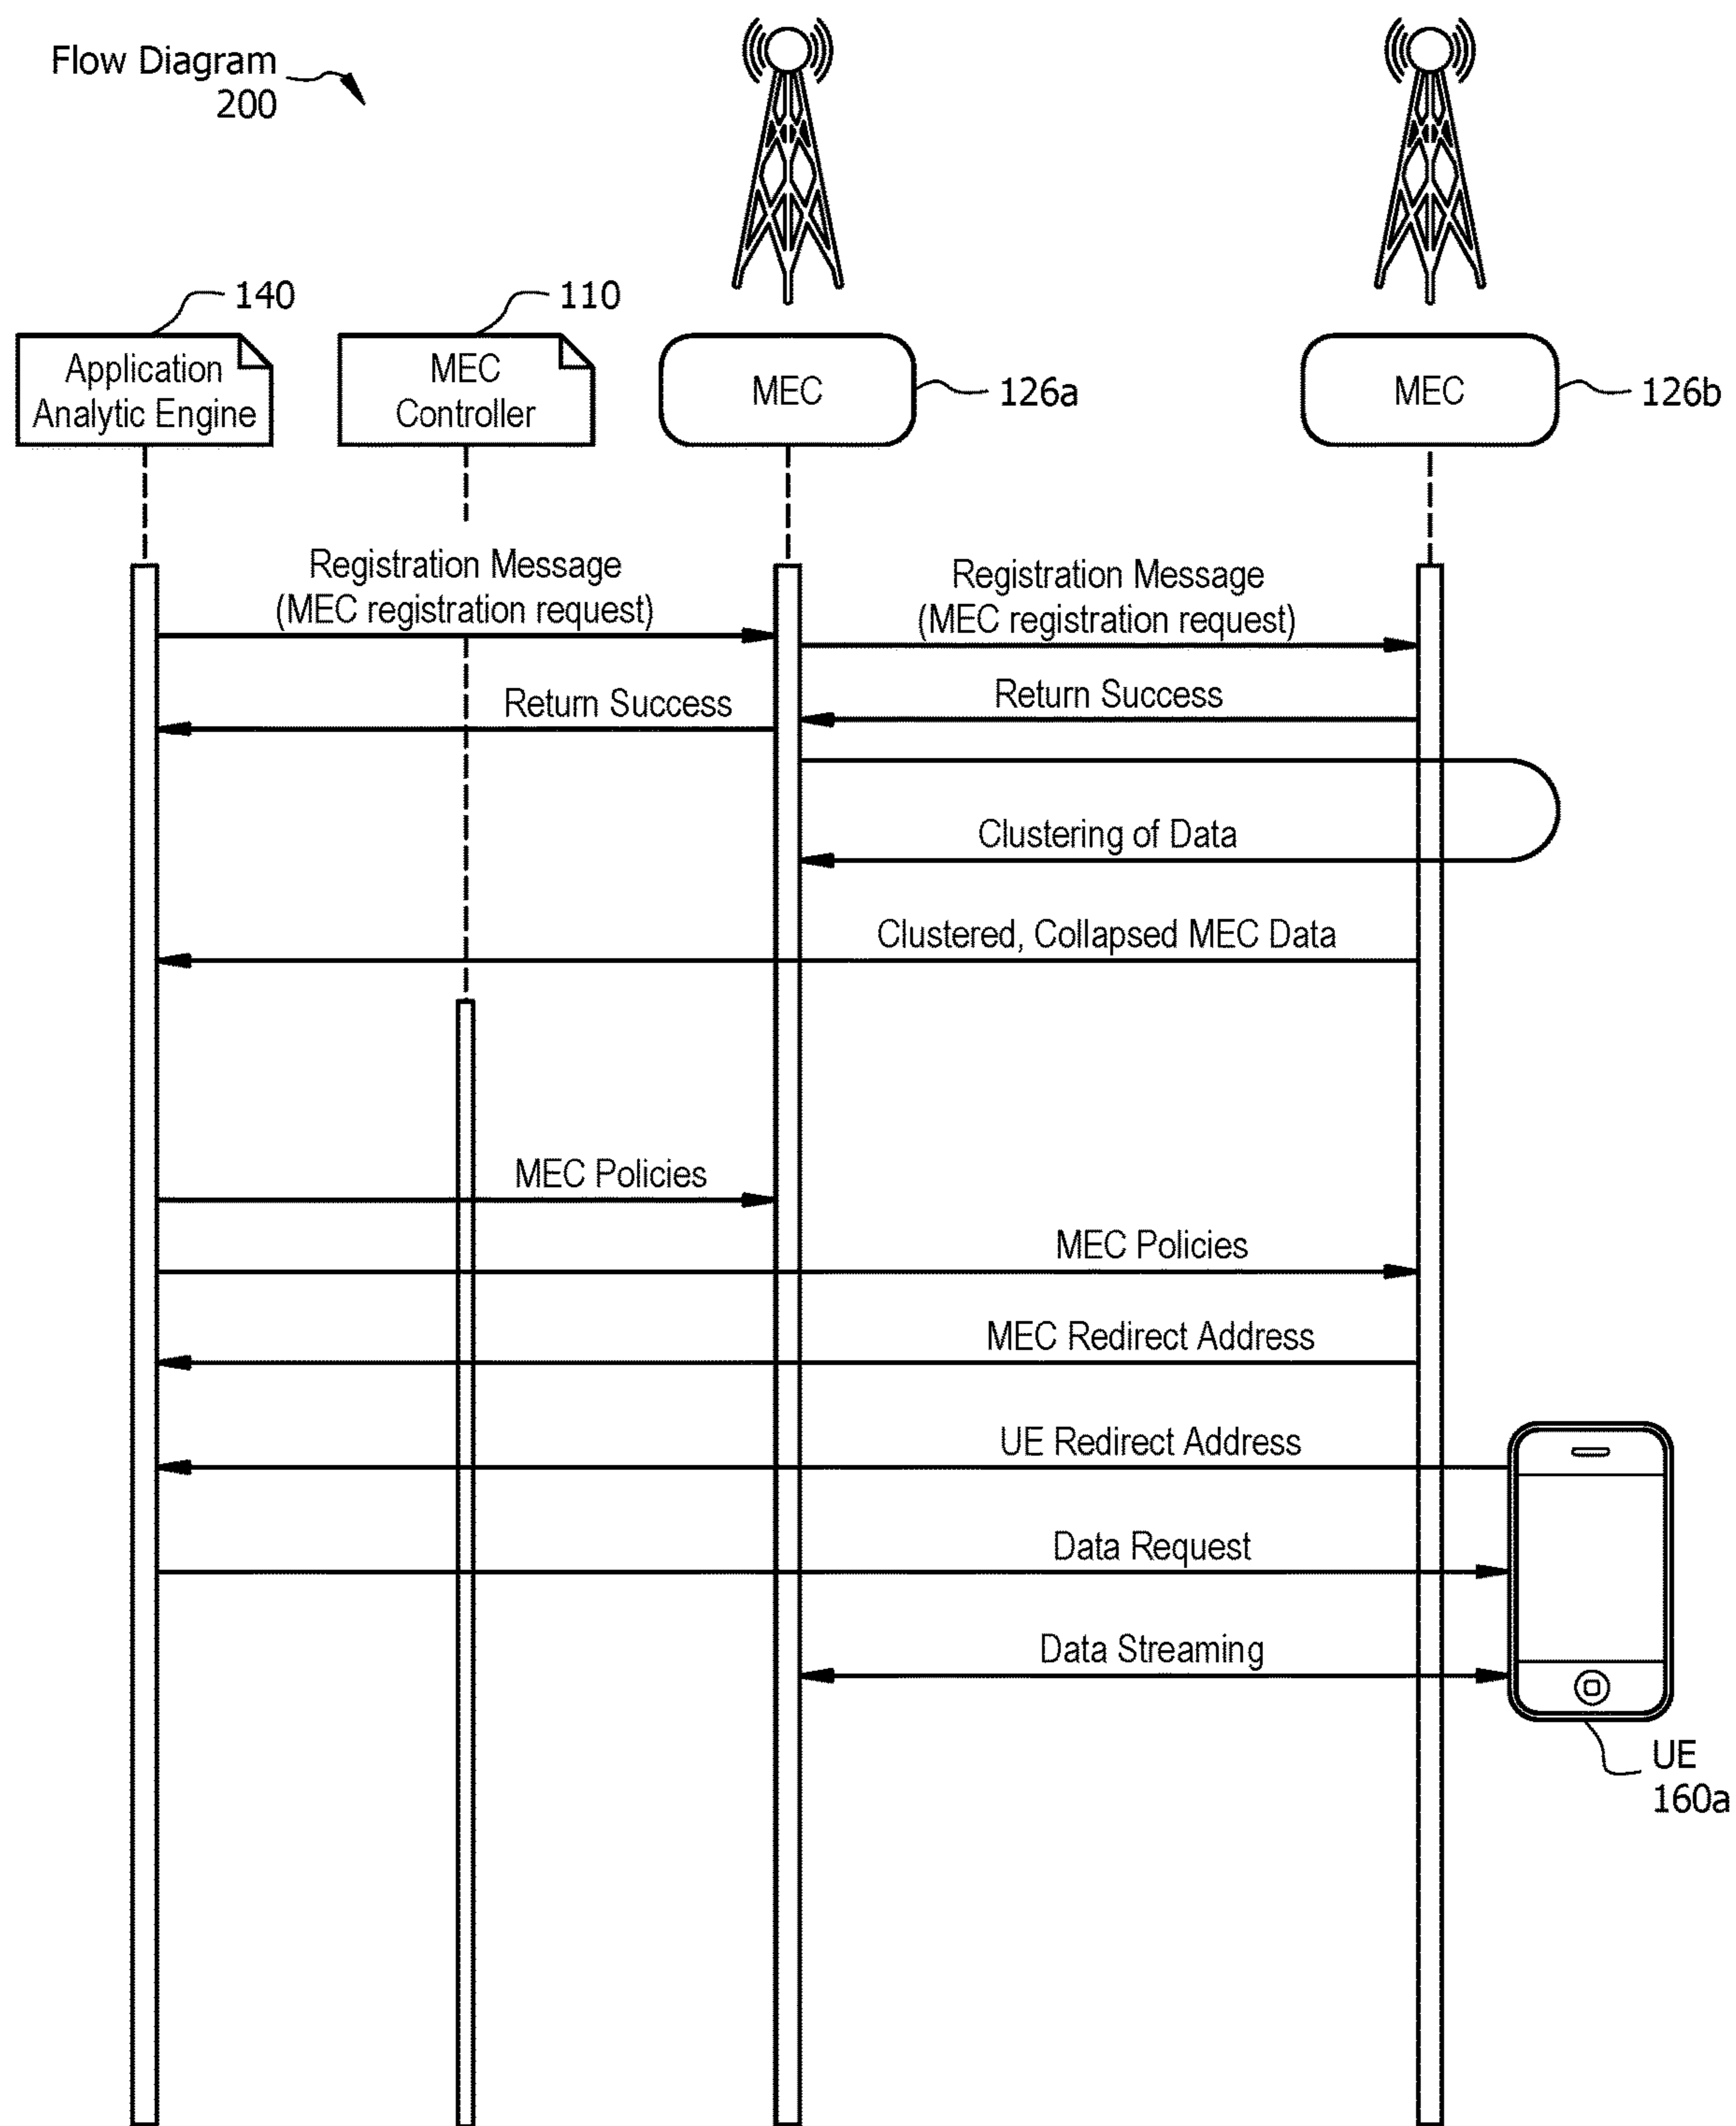 Flow Diagram
200
140
110
Application
Analytic Engine
MEC
Controller
MEC
126a
MEC
126b
Registration Message
(MEC registration request)
Registration Message
(MEC registration request)
Return Success
Return Success
Clustering of Data
Clustered, Collapsed MEC Data
MEC Policies
MEC Policies
MEC Redirect Address
UE Redirect Address
Data Request
Data Streaming
UE
160a